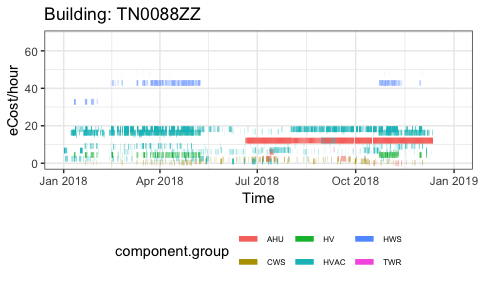 Building: TN0088ZZ
60
40
20
0
eCost/hour
Jan 2018 Apr 2018 Jul 2018 Oct 2018 Jan 2019
Time
component.group
AHU HV HWS
CWS HVAC TWR